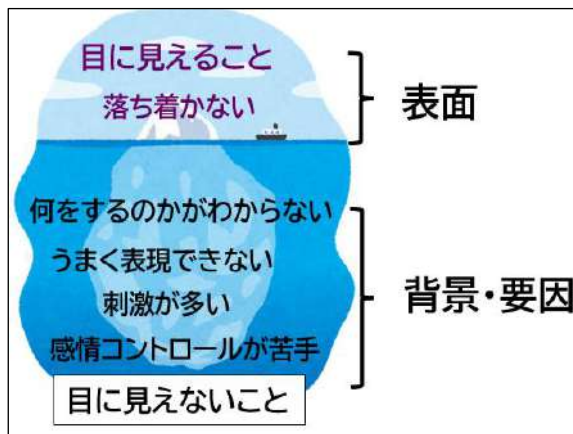 目に見えること
落ち着かない
表面
何をするのかがわからない
うまく表現できない
刺激が多い
感情コントロールが苦手
背景・要因
目に見えないこと